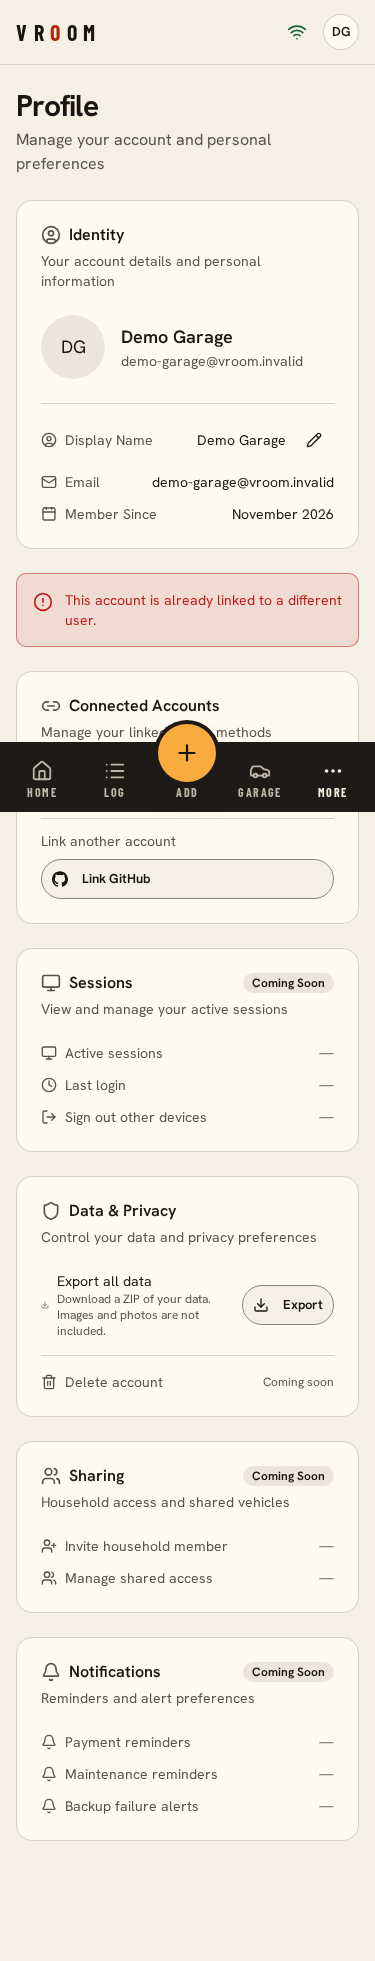 VROOM
DG
Profile
Manage your account and personal
preferences
Identity
Your account details and personal
information
DG
Demo Garage
demo-garage@vroom.invalid
Display Name
Demo Garage
Email
demo-garage@vroom.invalid
Member Since
November 2026
This account is already linked to a different
user.
Connected Accounts
Manage your linked methods
HOME
LOG
ADD
GARAGE
MORE
Link another account
Link GitHub
Sessions
Coming Soon
View and manage your active sessions
Active sessions
—
Last login
—
Sign out other devices
—
Data & Privacy
Control your data and privacy preferences
Export all data
Download a ZIP of your data.
Images and photos are not
included.
Export
Delete account
Coming soon
Sharing
Coming Soon
Household access and shared vehicles
Invite household member
—
Manage shared access
—
Notifications
Coming Soon
Reminders and alert preferences
Payment reminders
—
Maintenance reminders
—
Backup failure alerts
—